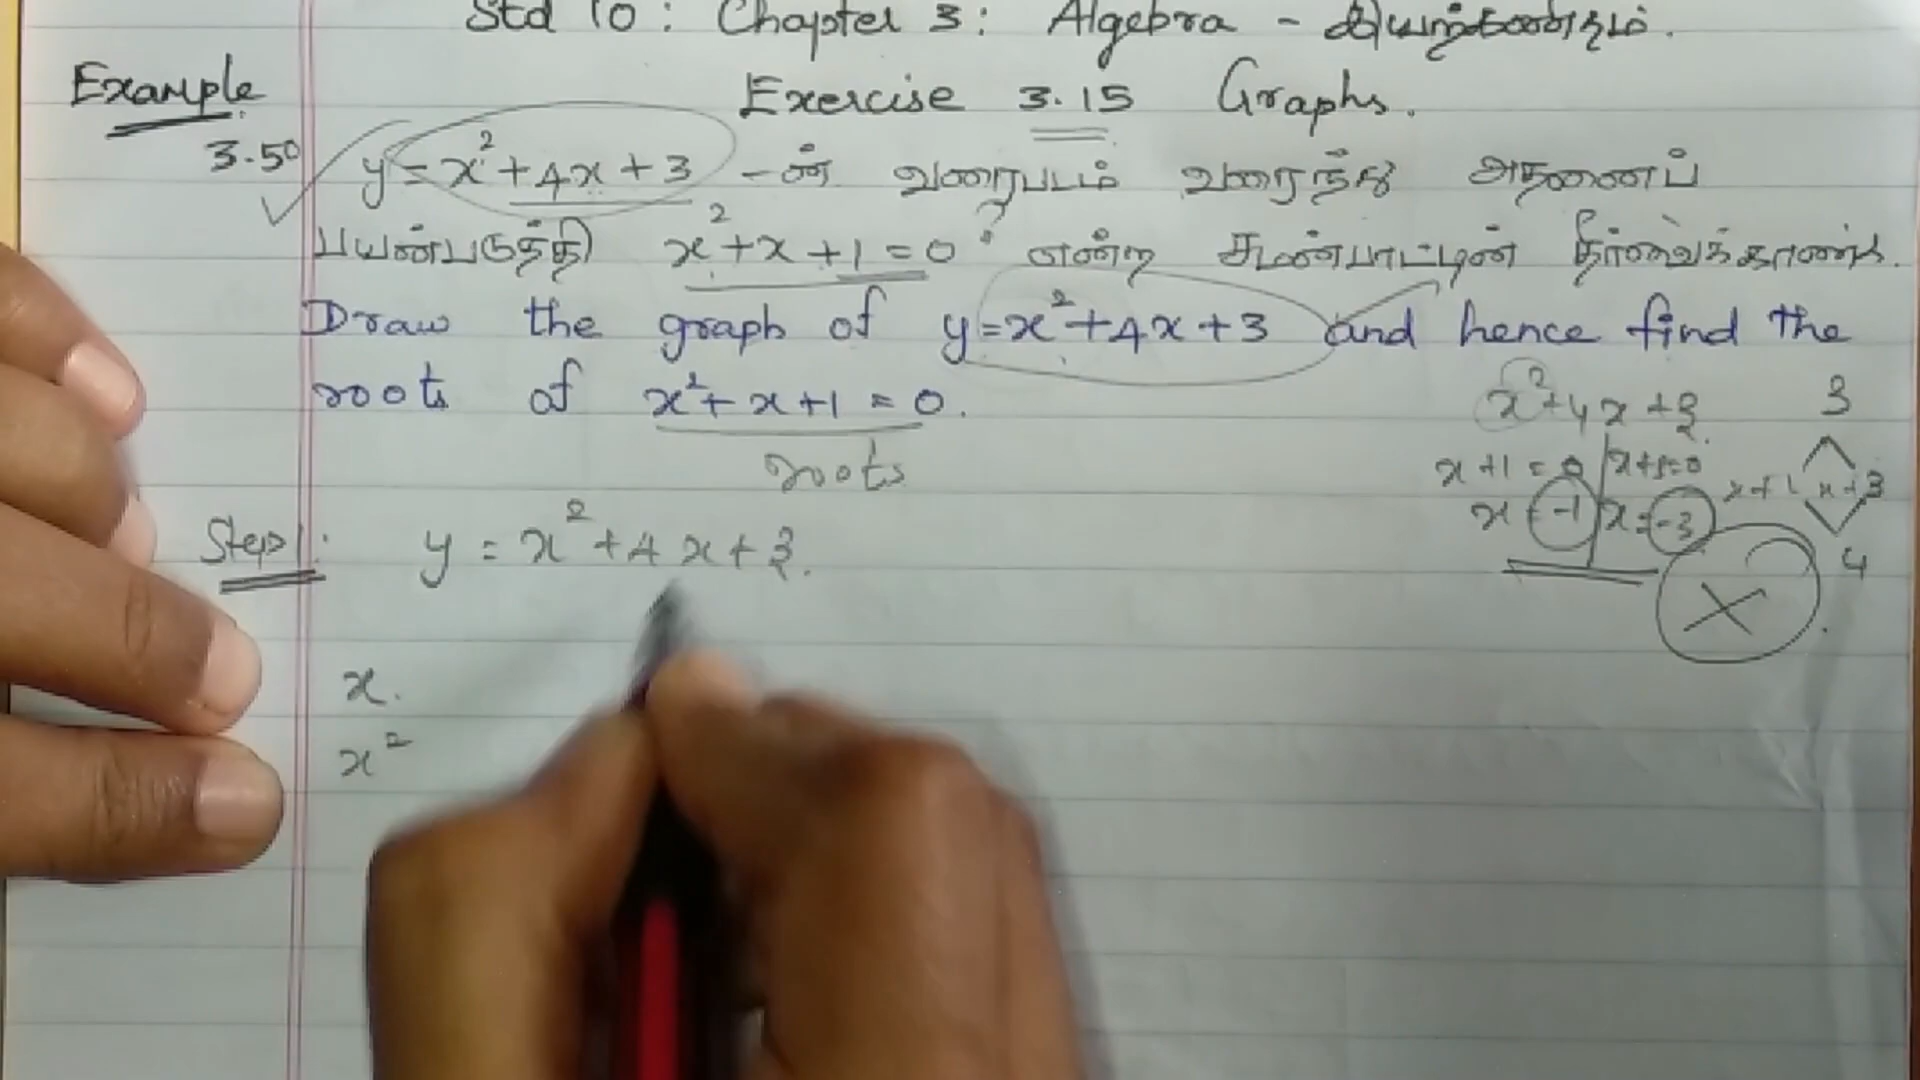 Std 10 : Chapter 3 : Algebra - இயற்கணிதம்.
Example Exercise 3.15 Graphs.
3.50 y = x² + 4x + 3 -ன் வரைபடம் வரைந்து அதனைப்
பயன்படுத்தி x² + x + 1 = 0 என்ற சமன்பாட்டின் தீர்வைக்காண்க.
Draw the graph of y = x² + 4x + 3 and hence find the
roots of x² + x + 1 = 0.
roots
x² + 4x + 3
x + 1 = 0
x = -1 x = -3
3
x+1 x+3
4
Step 1: y = x² + 4x + 3.
x.
x²